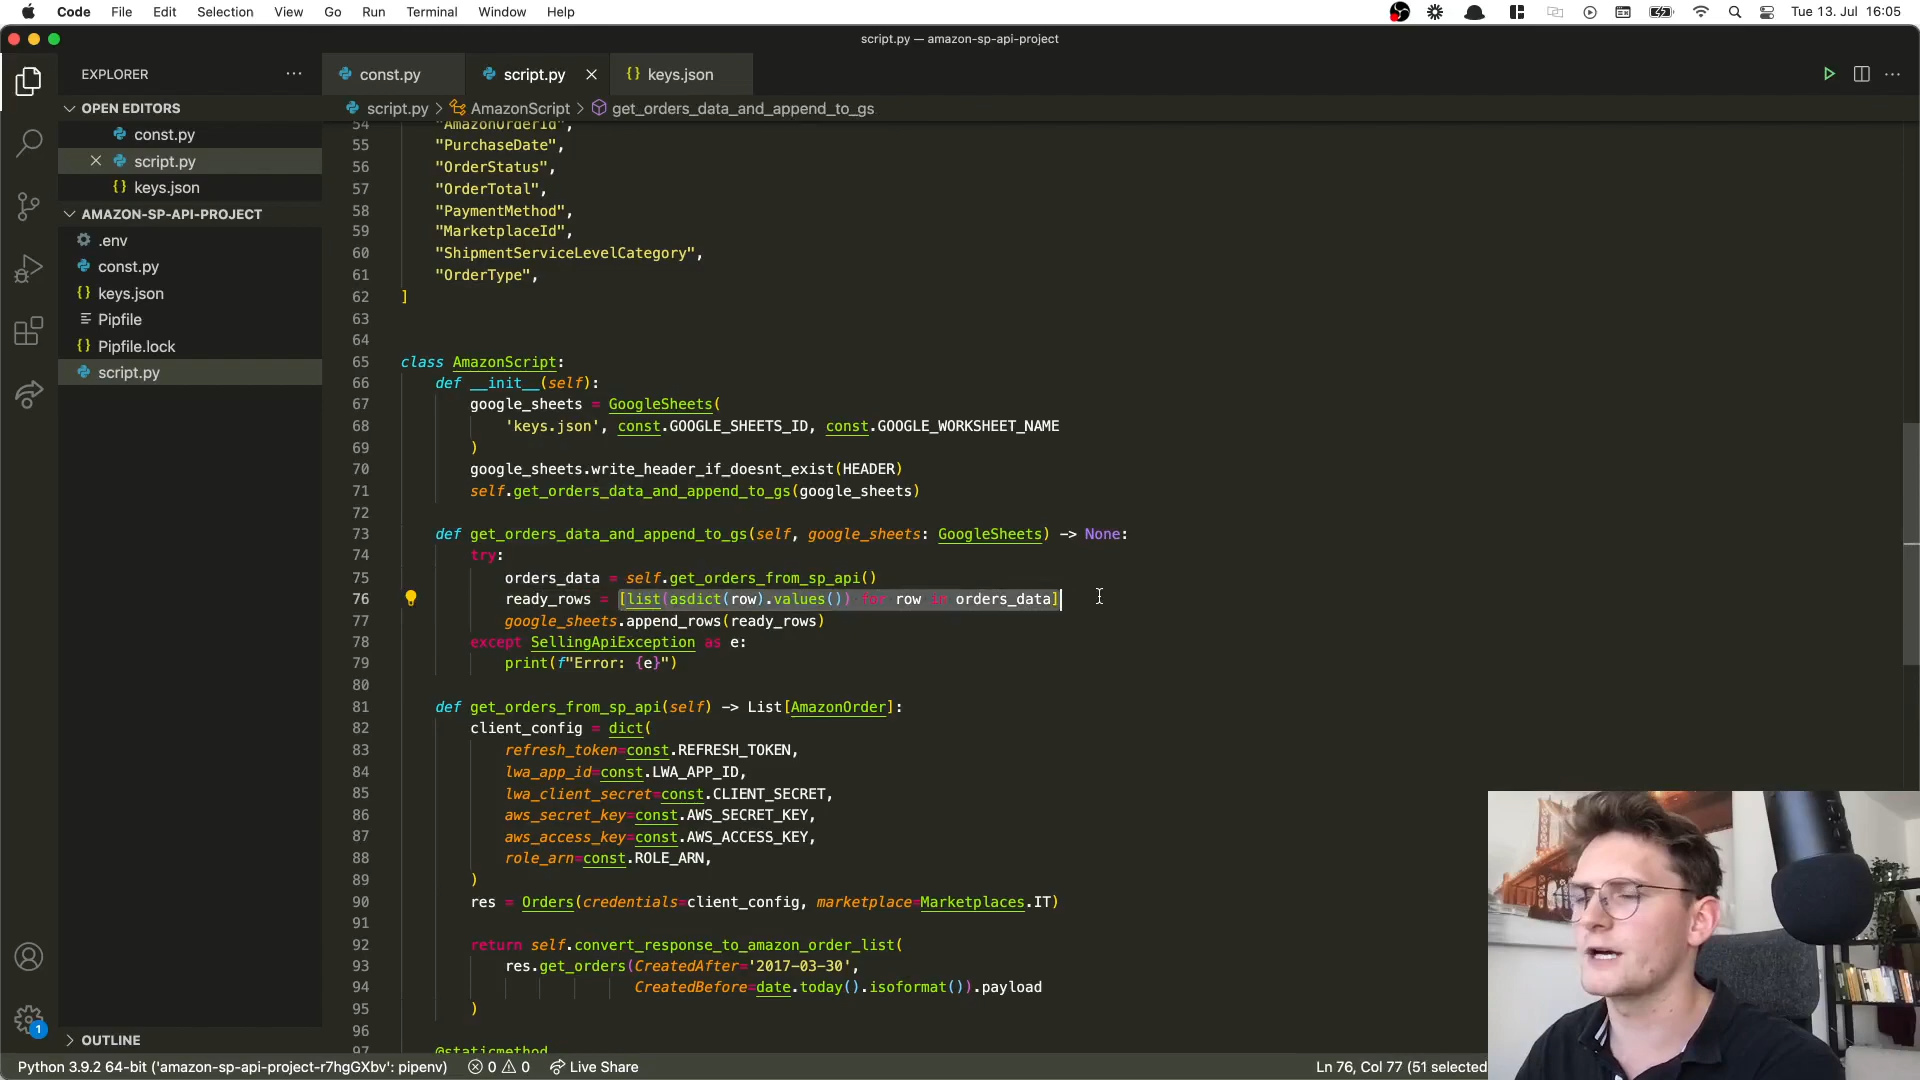 Code File Edit Selection View Go Run Terminal Window Help Tue 13. Jul 16:05
script.py — amazon-sp-api-project
EXPLORER
const.py script.py keys.json
OPEN EDITORS
script.py > AmazonScript > get_orders_data_and_append_to_gs
const.py
script.py
keys.json
AMAZON-SP-API-PROJECT
.env
const.py
keys.json
Pipfile
Pipfile.lock
script.py
OUTLINE
54 "AmazonOrderId",
55 "PurchaseDate",
56 "OrderStatus",
57 "OrderTotal",
58 "PaymentMethod",
59 "MarketplaceId",
60 "ShipmentServiceLevelCategory",
61 "OrderType",
62 ]
63
64
65 class AmazonScript:
66 def __init__(self):
67 google_sheets = GoogleSheets(
68 'keys.json', const.GOOGLE_SHEETS_ID, const.GOOGLE_WORKSHEET_NAME
69 )
70 google_sheets.write_header_if_doesnt_exist(HEADER)
71 self.get_orders_data_and_append_to_gs(google_sheets)
72
73 def get_orders_data_and_append_to_gs(self, google_sheets: GoogleSheets) -> None:
74 try:
75 orders_data = self.get_orders_from_sp_api()
76 ready_rows = [list(asdict(row).values()) for row in orders_data]
77 google_sheets.append_rows(ready_rows)
78 except SellingApiException as e:
79 print(f"Error: {e}")
80
81 def get_orders_from_sp_api(self) -> List[AmazonOrder]:
82 client_config = dict(
83 refresh_token=const.REFRESH_TOKEN,
84 lwa_app_id=const.LWA_APP_ID,
85 lwa_client_secret=const.CLIENT_SECRET,
86 aws_secret_key=const.AWS_SECRET_KEY,
87 aws_access_key=const.AWS_ACCESS_KEY,
88 role_arn=const.ROLE_ARN,
89 )
90 res = Orders(credentials=client_config, marketplace=Marketplaces.IT)
91
92 return self.convert_response_to_amazon_order_list(
93 res.get_orders(CreatedAfter='2017-03-30',
94 CreatedBefore=date.today().isoformat()).payload
95 )
96
97 @staticmethod
1
Python 3.9.2 64-bit ('amazon-sp-api-project-r7hgGXbv': pipenv) 0 0 Live Share Ln 76, Col 77 (51 selected